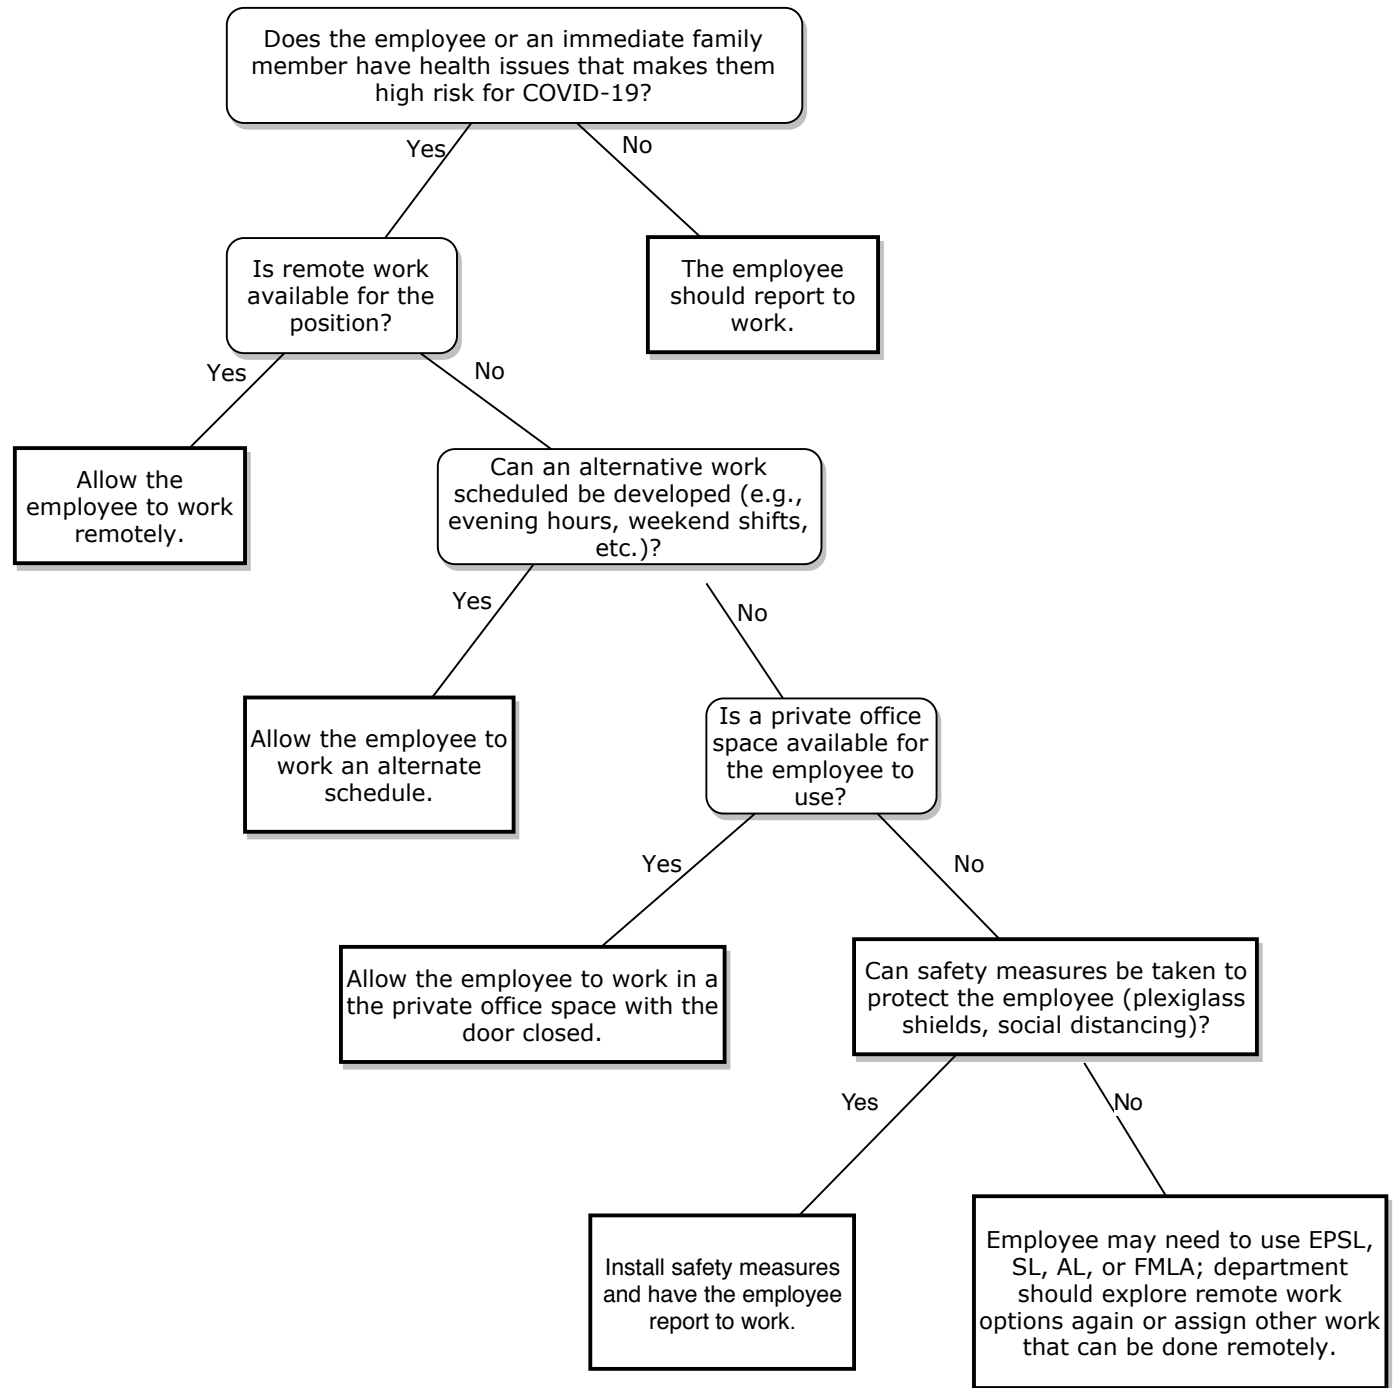 Does the employee or an immediate family
member have health issues that makes them
high risk for COVID-19?
Yes
No
Is remote work
available for the
position?
The employee
should report to
work.
Yes
No
Allow the
employee to work
remotely.
Can an alternative work
scheduled be developed (e.g.,
evening hours, weekend shifts,
etc.)?
Yes
No
Allow the employee to
work an alternate
schedule.
Is a private office
space available for
the employee to
use?
Yes
No
Allow the employee to work in a
the private office space with the
door closed.
Can safety measures be taken to
protect the employee (plexiglass
shields, social distancing)?
Yes
No
Install safety measures
and have the employee
report to work.
Employee may need to use EPSL,
SL, AL, or FMLA; department
should explore remote work
options again or assign other work
that can be done remotely.